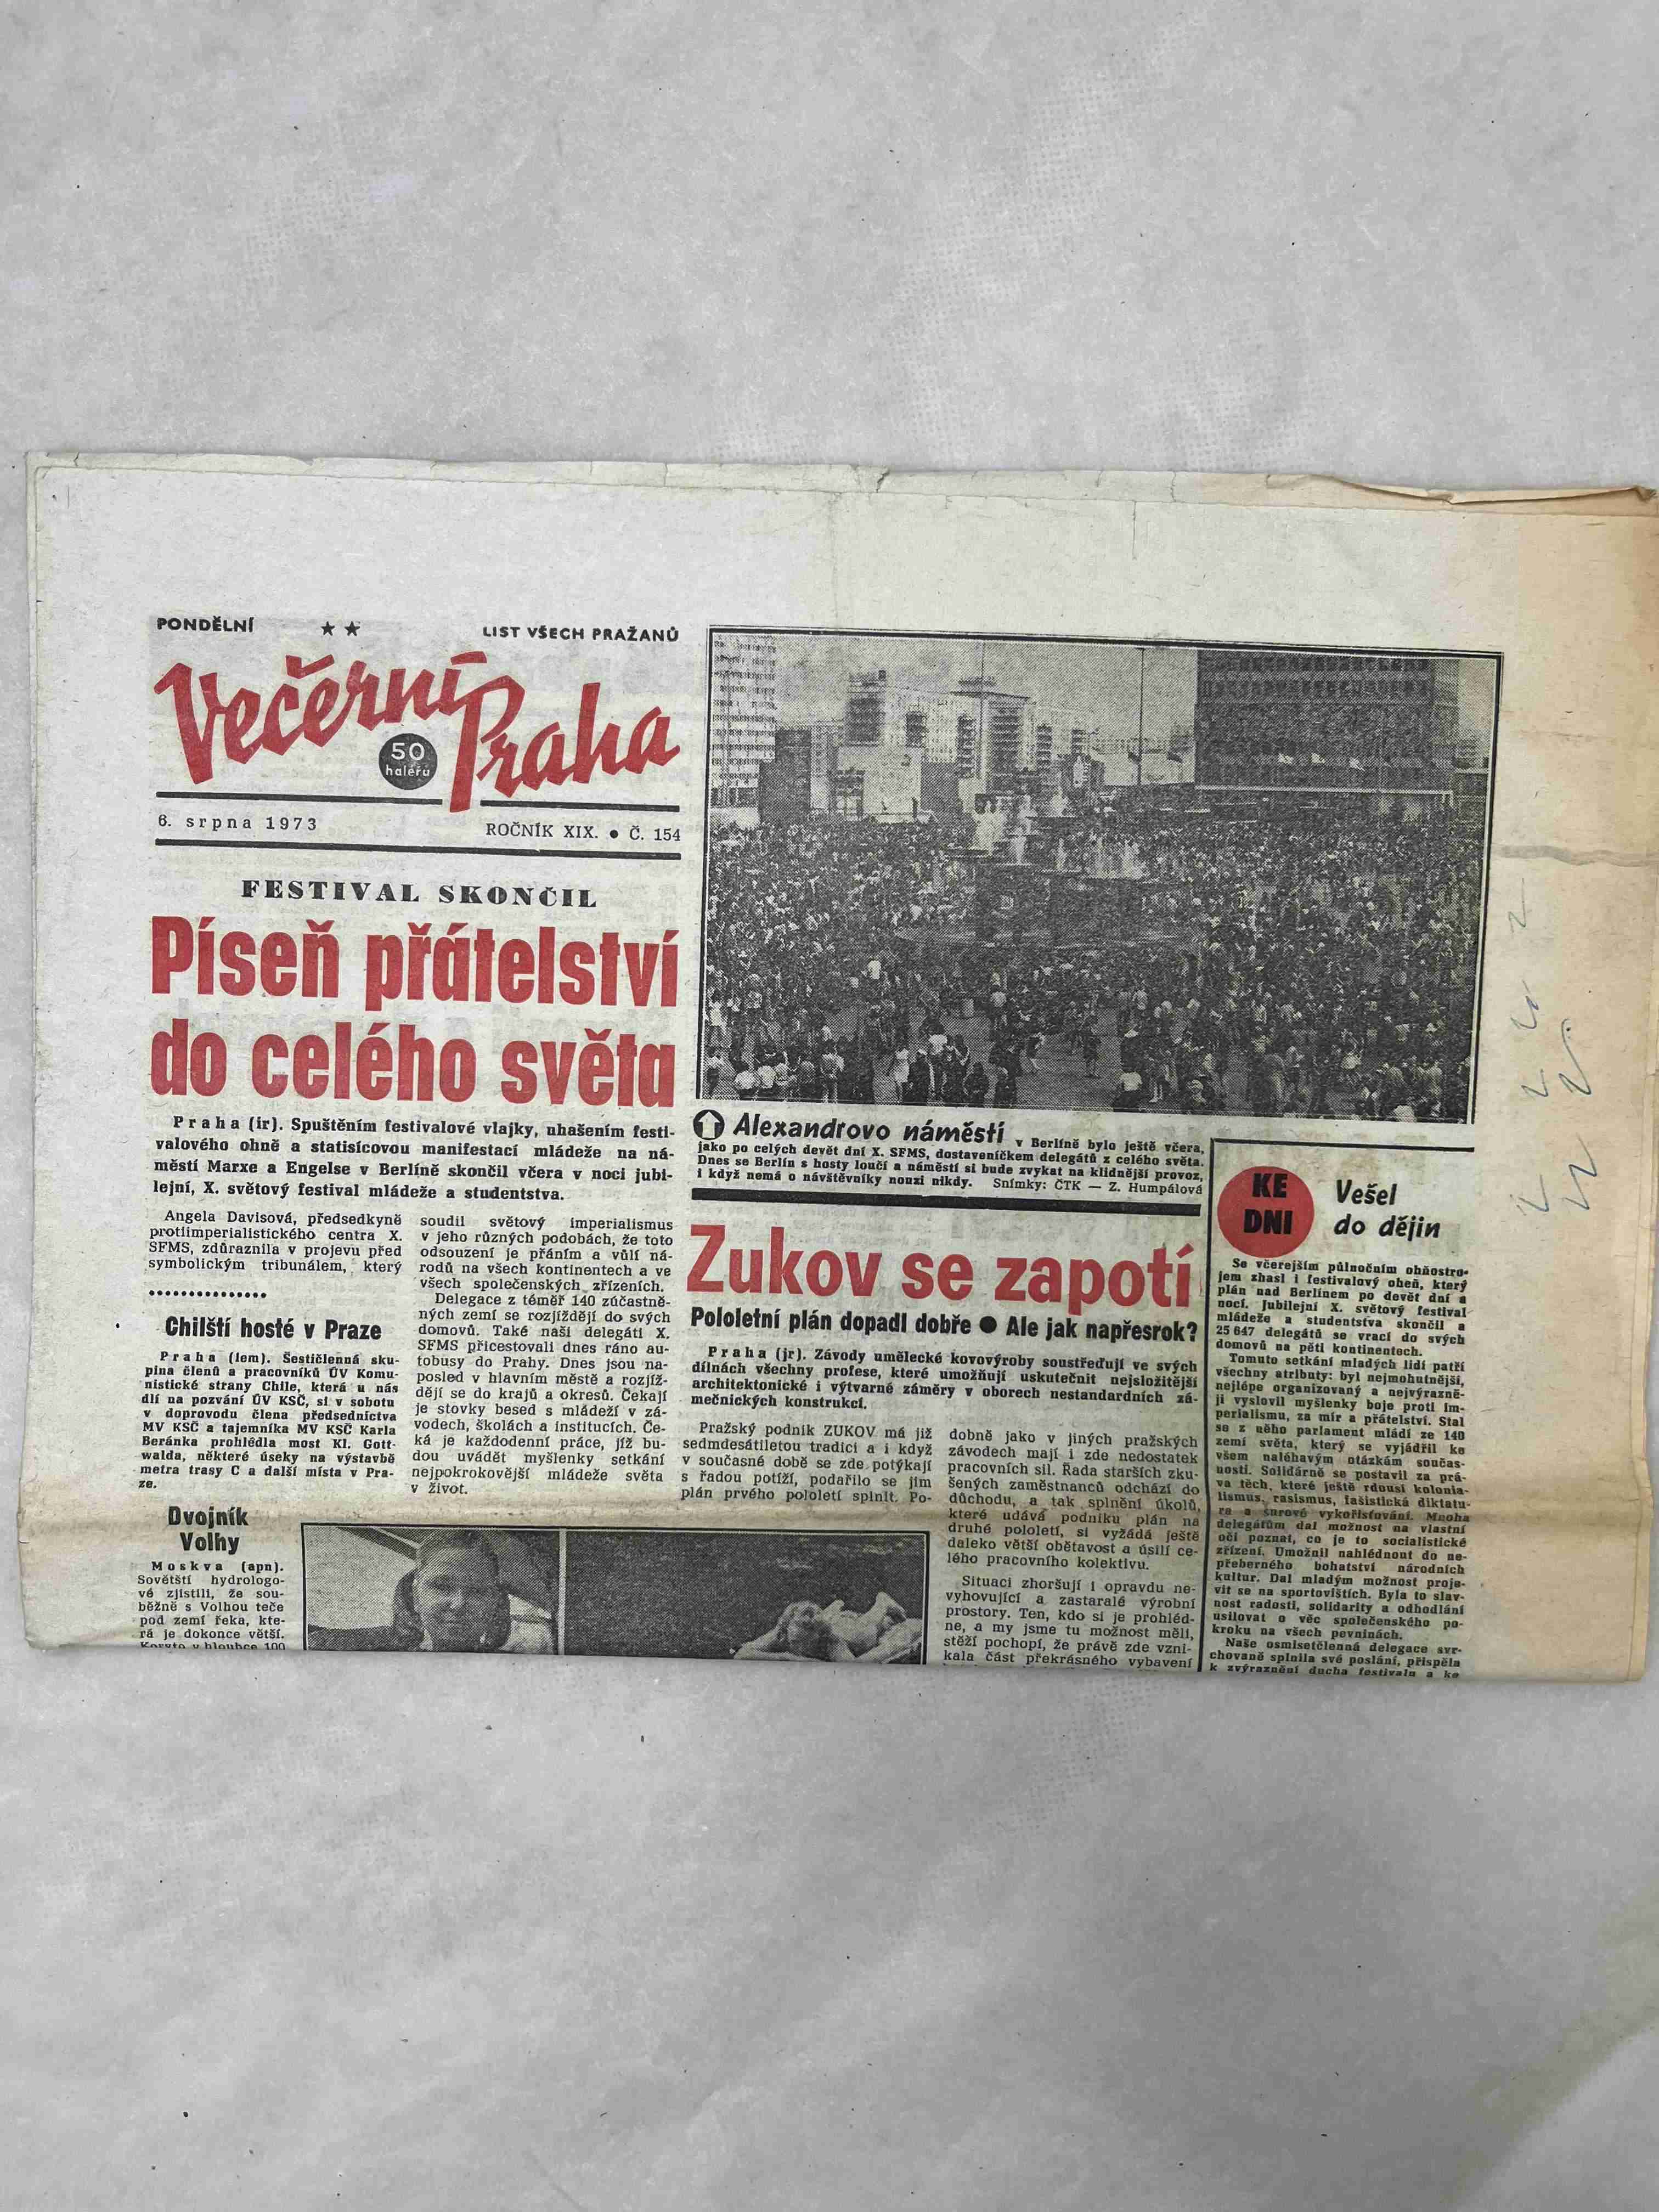 PONDĚLNÍ ★★ LIST VŠECH PRAŽANŮ
Večerní Praha
50
haléřů
6. srpna 1973
ROČNÍK XIX. ● Č. 154
FESTIVAL SKONČIL
Píseň přátelství
do celého světa
Praha (ir). Spuštěním festivalové vlajky, uhašením festi-
valového ohně a statisícovou manifestací mládeže na ná-
městí Marxe a Engelse v Berlíně skončil včera v noci jubi-
lejní, X. světový festival mládeže a studentstva.
Angela Davisová, předsedkyně
protiimperialistického centra X.
SFMS, zdůraznila v projevu před
symbolickým tribunálem, který
soudil světový imperialismus
v jeho různých podobách, že toto
odsouzení je přáním a vůlí ná-
rodů na všech kontinentech a ve
všech společenských zřízeních.
Delegace z téměř 140 zúčastně-
ných zemí se rozjíždějí do svých
domovů. Také naši delegáti X.
SFMS přicestovali dnes ráno au-
tobusy do Prahy. Dnes jsou na-
posled v hlavním městě a rozjíž-
dějí se do krajů a okresů. Čekají
je stovky besed s mládeží v zá-
vodech, školách a institucích. Če-
ká je každodenní práce, jíž bu-
dou uvádět myšlenky setkání
nejpokrokovější mládeže světa
v život.
Chilští hosté v Praze
Praha (lem). Šestičlenná sku-
pina členů a pracovníků ÚV Komu-
nistické strany Chile, která u nás
dlí na pozvání ÚV KSČ, si v sobotu
v doprovodu člena předsednictva
MV KSČ a tajemníka MV KSČ Karla
Beránka prohlédla most Kl. Gott-
walda, některé úseky na výstavbě
metra trasy C a další místa v Pra-
ze.
Dvojník
Volhy
Moskva (apn).
Sovětští hydrologo-
vé zjistili, že sou-
běžně s Volhou teče
pod zemí řeka, kte-
rá je dokonce větší.
Koryto v hloubce 100
Alexandrovo náměstí v Berlíně bylo ještě včera,
jako po celých devět dní X. SFMS, dostaveníčkem delegátů z celého světa.
Dnes se Berlín s hosty loučí a náměstí si bude zvykat na klidnější provoz,
i když nemá o návštěvníky nouzi nikdy. Snímky: ČTK — Z. Humpálová
Zukov se zapotí
Pololetní plán dopadl dobře ● Ale jak napřesrok?
Praha (jr). Závody umělecké kovovýroby soustřeďují ve svých
dílnách všechny profese, které umožňují uskutečnit nejsložitější
architektonické i výtvarné záměry v oborech nestandardních zá-
mečnických konstrukcí.
Pražský podnik ZUKOV má již
sedmdesátiletou tradici a i když
v současné době se zde potýkají
s řadou potíží, podařilo se jim
plán prvého pololetí splnit. Po-
dobně jako v jiných pražských
závodech mají i zde nedostatek
pracovních sil. Řada starších zku-
šených zaměstnanců odchází do
důchodu, a tak splnění úkolů,
které udává podniku plán na
druhé pololetí, si vyžádá ještě
daleko větší obětavost a úsilí ce-
lého pracovního kolektivu.
Situaci zhoršují i opravdu ne-
vyhovující a zastaralé výrobní
prostory. Ten, kdo si je prohléd-
ne, a my jsme tu možnost měli,
stěží pochopí, že právě zde vzni-
kala část překrásného vybavení
KE
DNI
Vešel
do dějin
Se včerejším půlnočním ohňostro-
jem zhasl i festivalový oheň, který
plál nad Berlínem po devět dní a
nocí. Jubilejní X. světový festival
mládeže a studentstva skončil a
25 647 delegátů se vrací do svých
domovů na pěti kontinentech.
Tomuto setkání mladých lidí patří
všechny atributy: byl nejmohutnější,
nejlépe organizovaný a nejvýrazně-
ji vyslovil myšlenky boje proti im-
perialismu, za mír a přátelství. Stal
se z něho parlament mládí ze 140
zemí světa, který se vyjádřil ke
všem naléhavým otázkám součas-
nosti. Solidárně se postavil za prá-
va těch, které ještě rdousí kolonia-
lismus, rasismus, fašistická diktatu-
ra a surové vykořisťování. Mnoha
delegátům dal možnost na vlastní
oči poznat, co je to socialistické
zřízení. Umožnil nahlédnout do ne-
přeberného bohatství národních
kultur. Dal mladým možnost proje-
vit se na sportovištích. Byla to slav-
nost radosti, solidarity a odhodlání
usilovat o věc společenského po-
kroku na všech pevninách.
Naše osmisetčlenná delegace svr-
chovaně splnila své poslání, přispěla
k zvýraznění ducha festivalu a ke